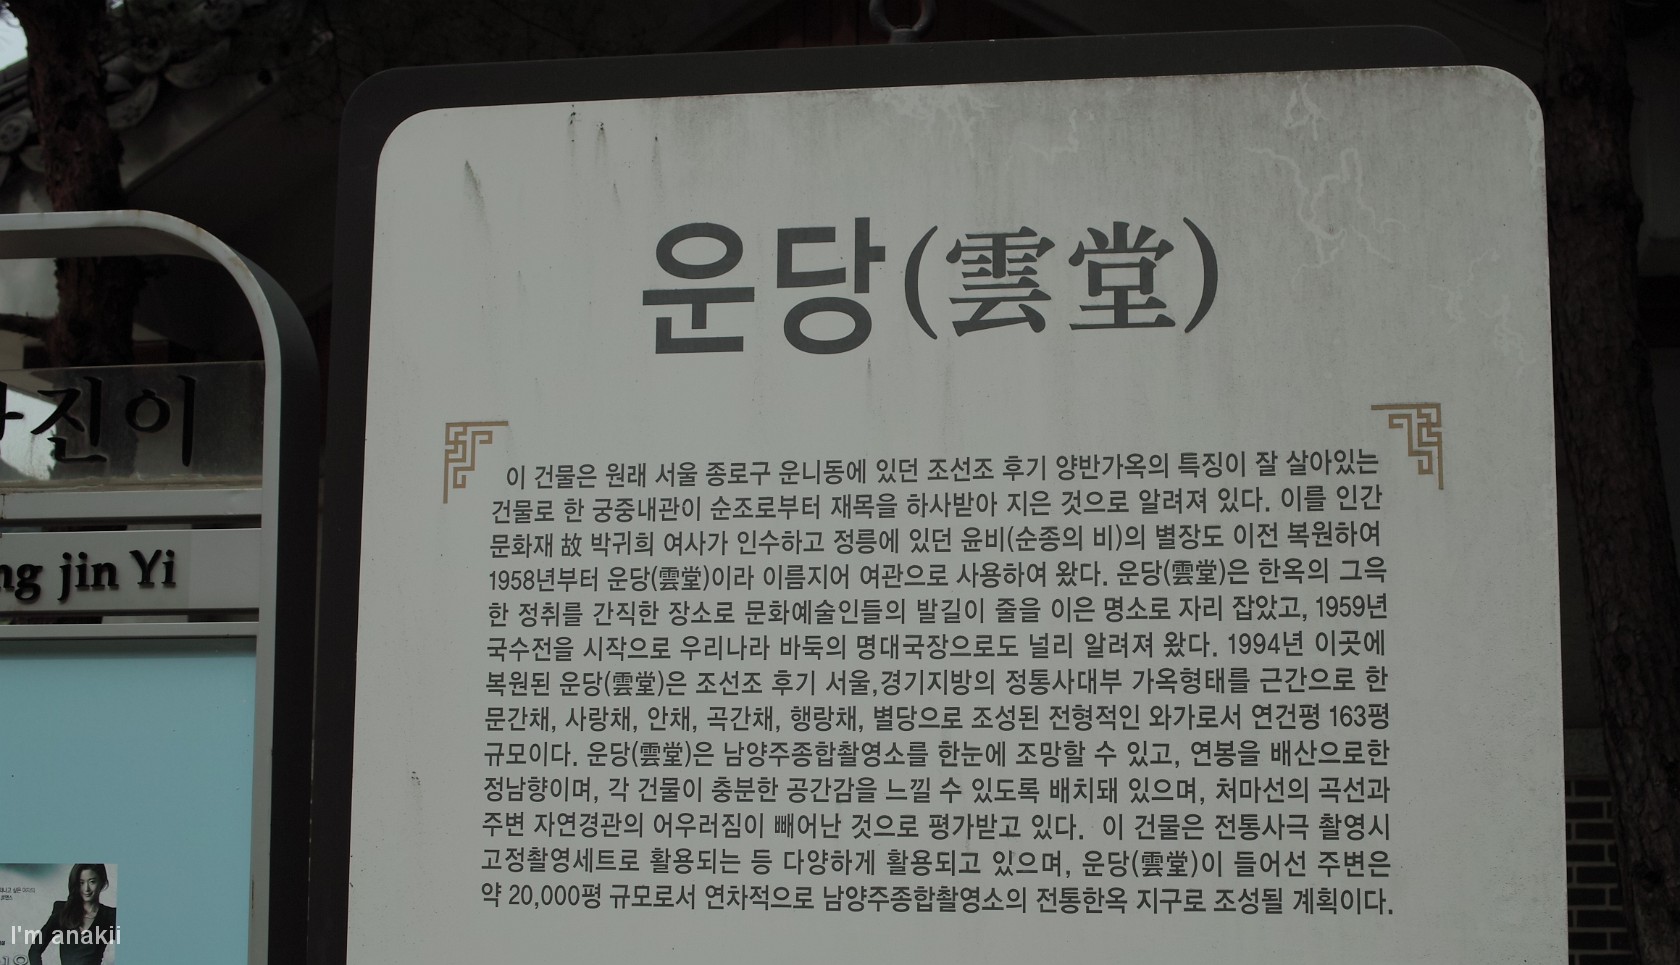 운당(雲堂)
이 건물은 원래 서울 종로구 운니동에 있던 조선조 후기 양반가옥의 특징이 잘 살아있는
건물로 한 궁중내관이 순조로부터 재목을 하사받아 지은 것으로 알려져 있다. 이를 인간
문화재 故 박귀희 여사가 인수하고 정릉에 있던 윤비(순종의 비)의 별장도 이전 복원하여
1958년부터 운당(雲堂)이라 이름지어 여관으로 사용하여 왔다. 운당(雲堂)은 한옥의 그윽
한 정취를 간직한 장소로 문화예술인들의 발길이 줄을 이은 명소로 자리 잡았고, 1959년
국수전을 시작으로 우리나라 바둑의 명대국장으로도 널리 알려져 왔다. 1994년 이곳에
복원된 운당(雲堂)은 조선조 후기 서울,경기지방의 정통사대부 가옥형태를 근간으로 한
문간채, 사랑채, 안채, 곡간채, 행랑채, 별당으로 조성된 전형적인 와가로서 연건평 163평
규모이다. 운당(雲堂)은 남양주종합촬영소를 한눈에 조망할 수 있고, 연봉을 배산으로한
정남향이며, 각 건물이 충분한 공간감을 느낄 수 있도록 배치돼 있으며, 처마선의 곡선과
주변 자연경관의 어우러짐이 빼어난 것으로 평가받고 있다. 이 건물은 전통사극 촬영시
고정촬영세트로 활용되는 등 다양하게 활용되고 있으며, 운당(雲堂)이 들어선 주변은
약 20,000평 규모로서 연차적으로 남양주종합촬영소의 전통한옥 지구로 조성될 계획이다.
진이
ng jin Yi
I'm anakii